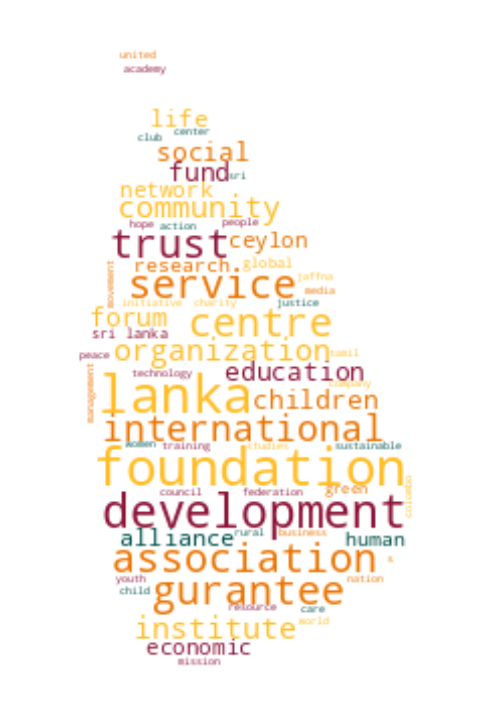 united
academy
life
club center
social
fund sri
network
community
hope action people
trust ceylon
research. global
movement
service jaffna
media
initiative charity justice
forum centre
sri lanka
peace organization tamil
technology education
management
lanka company
children
international
women training studies sustainable
foundation
colombo
council federation green
development
alliance rural business human
association s
youth nation
child gurantee
resource care
institute world
economic
mission